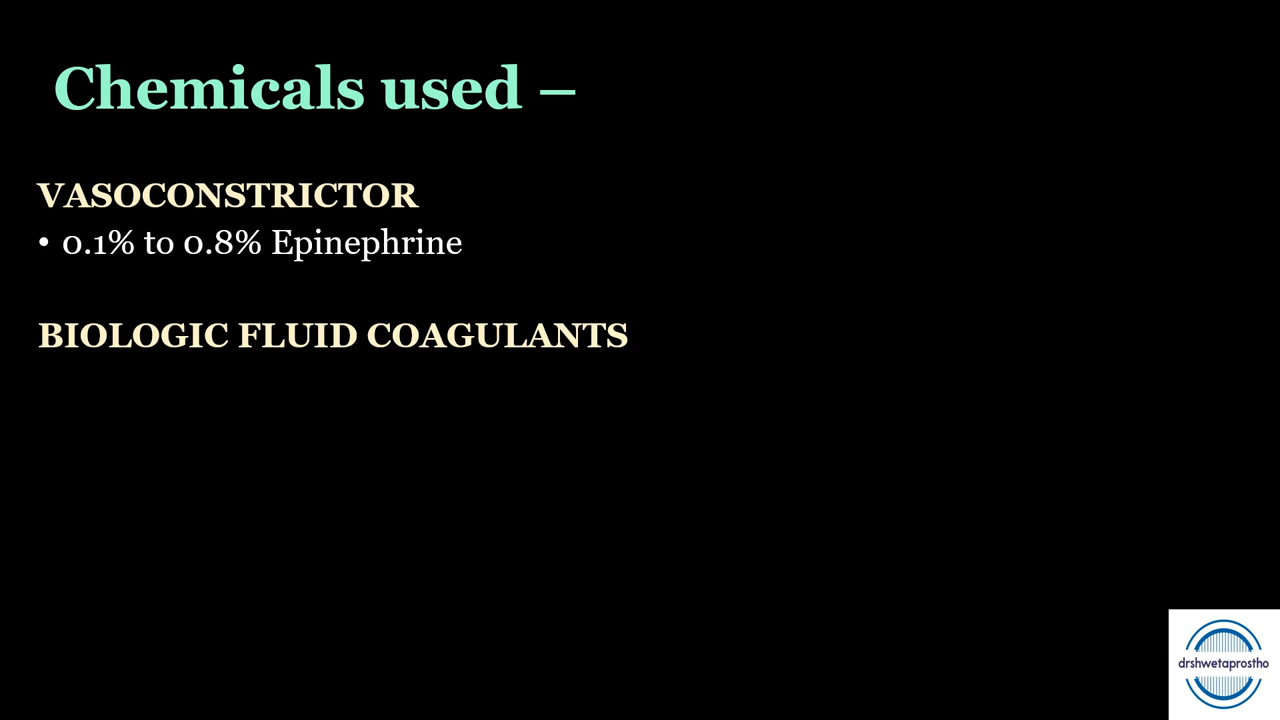 Chemicals used –
VASOCONSTRICTOR
• 0.1% to 0.8% Epinephrine
BIOLOGIC FLUID COAGULANTS
drshwetaprostho